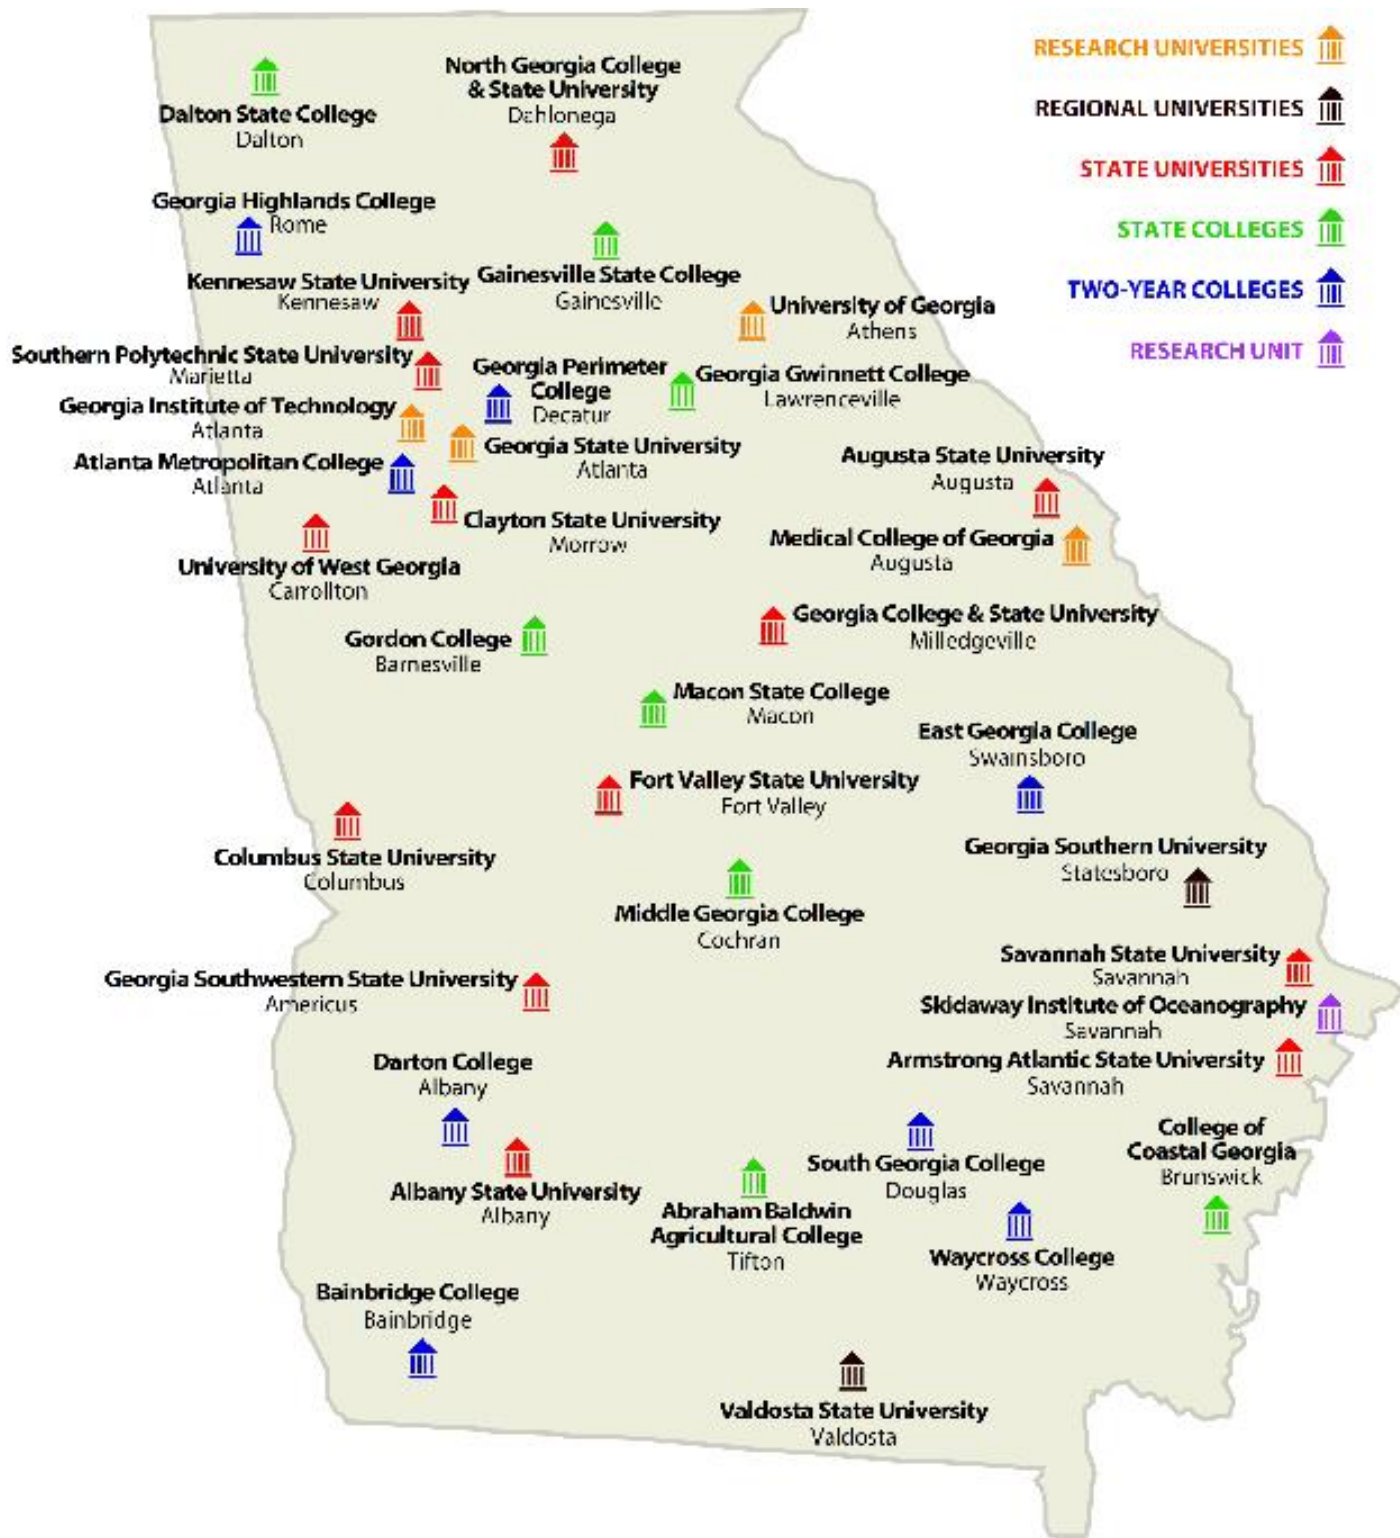 RESEARCH UNIVERSITIES
REGIONAL UNIVERSITIES
STATE UNIVERSITIES
STATE COLLEGES
TWO-YEAR COLLEGES
RESEARCH UNIT
Dalton State College
Dalton
North Georgia College
& State University
Dahlonega
Georgia Highlands College
Rome
Kennesaw State University
Kennesaw
Gainesville State College
Gainesville
University of Georgia
Athens
Southern Polytechnic State University
Marietta
Georgia Perimeter
College
Decatur
Georgia Gwinnett College
Lawrenceville
Georgia Institute of Technology
Atlanta
Georgia State University
Atlanta
Atlanta Metropolitan College
Atlanta
Augusta State University
Augusta
Clayton State University
Morrow
Medical College of Georgia
Augusta
University of West Georgia
Carrollton
Georgia College & State University
Milledgeville
Gordon College
Barnesville
Macon State College
Macon
East Georgia College
Swainsboro
Fort Valley State University
Fort Valley
Columbus State University
Columbus
Georgia Southern University
Statesboro
Middle Georgia College
Cochran
Savannah State University
Savannah
Georgia Southwestern State University
Americus
Skidaway Institute of Oceanography
Savannah
Darton College
Albany
Armstrong Atlantic State University
Savannah
College of
Coastal Georgia
Brunswick
South Georgia College
Douglas
Albany State University
Albany
Abraham Baldwin
Agricultural College
Tifton
Waycross College
Waycross
Bainbridge College
Bainbridge
Valdosta State University
Valdosta